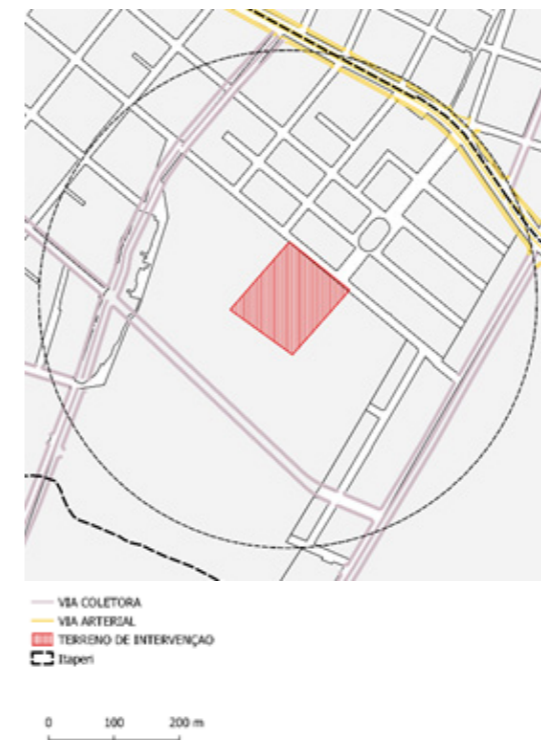 VIA COLETORA
VIA ARTERIAL
TERRENO DE INTERVENÇÃO
Itaperi
0 100 200 m